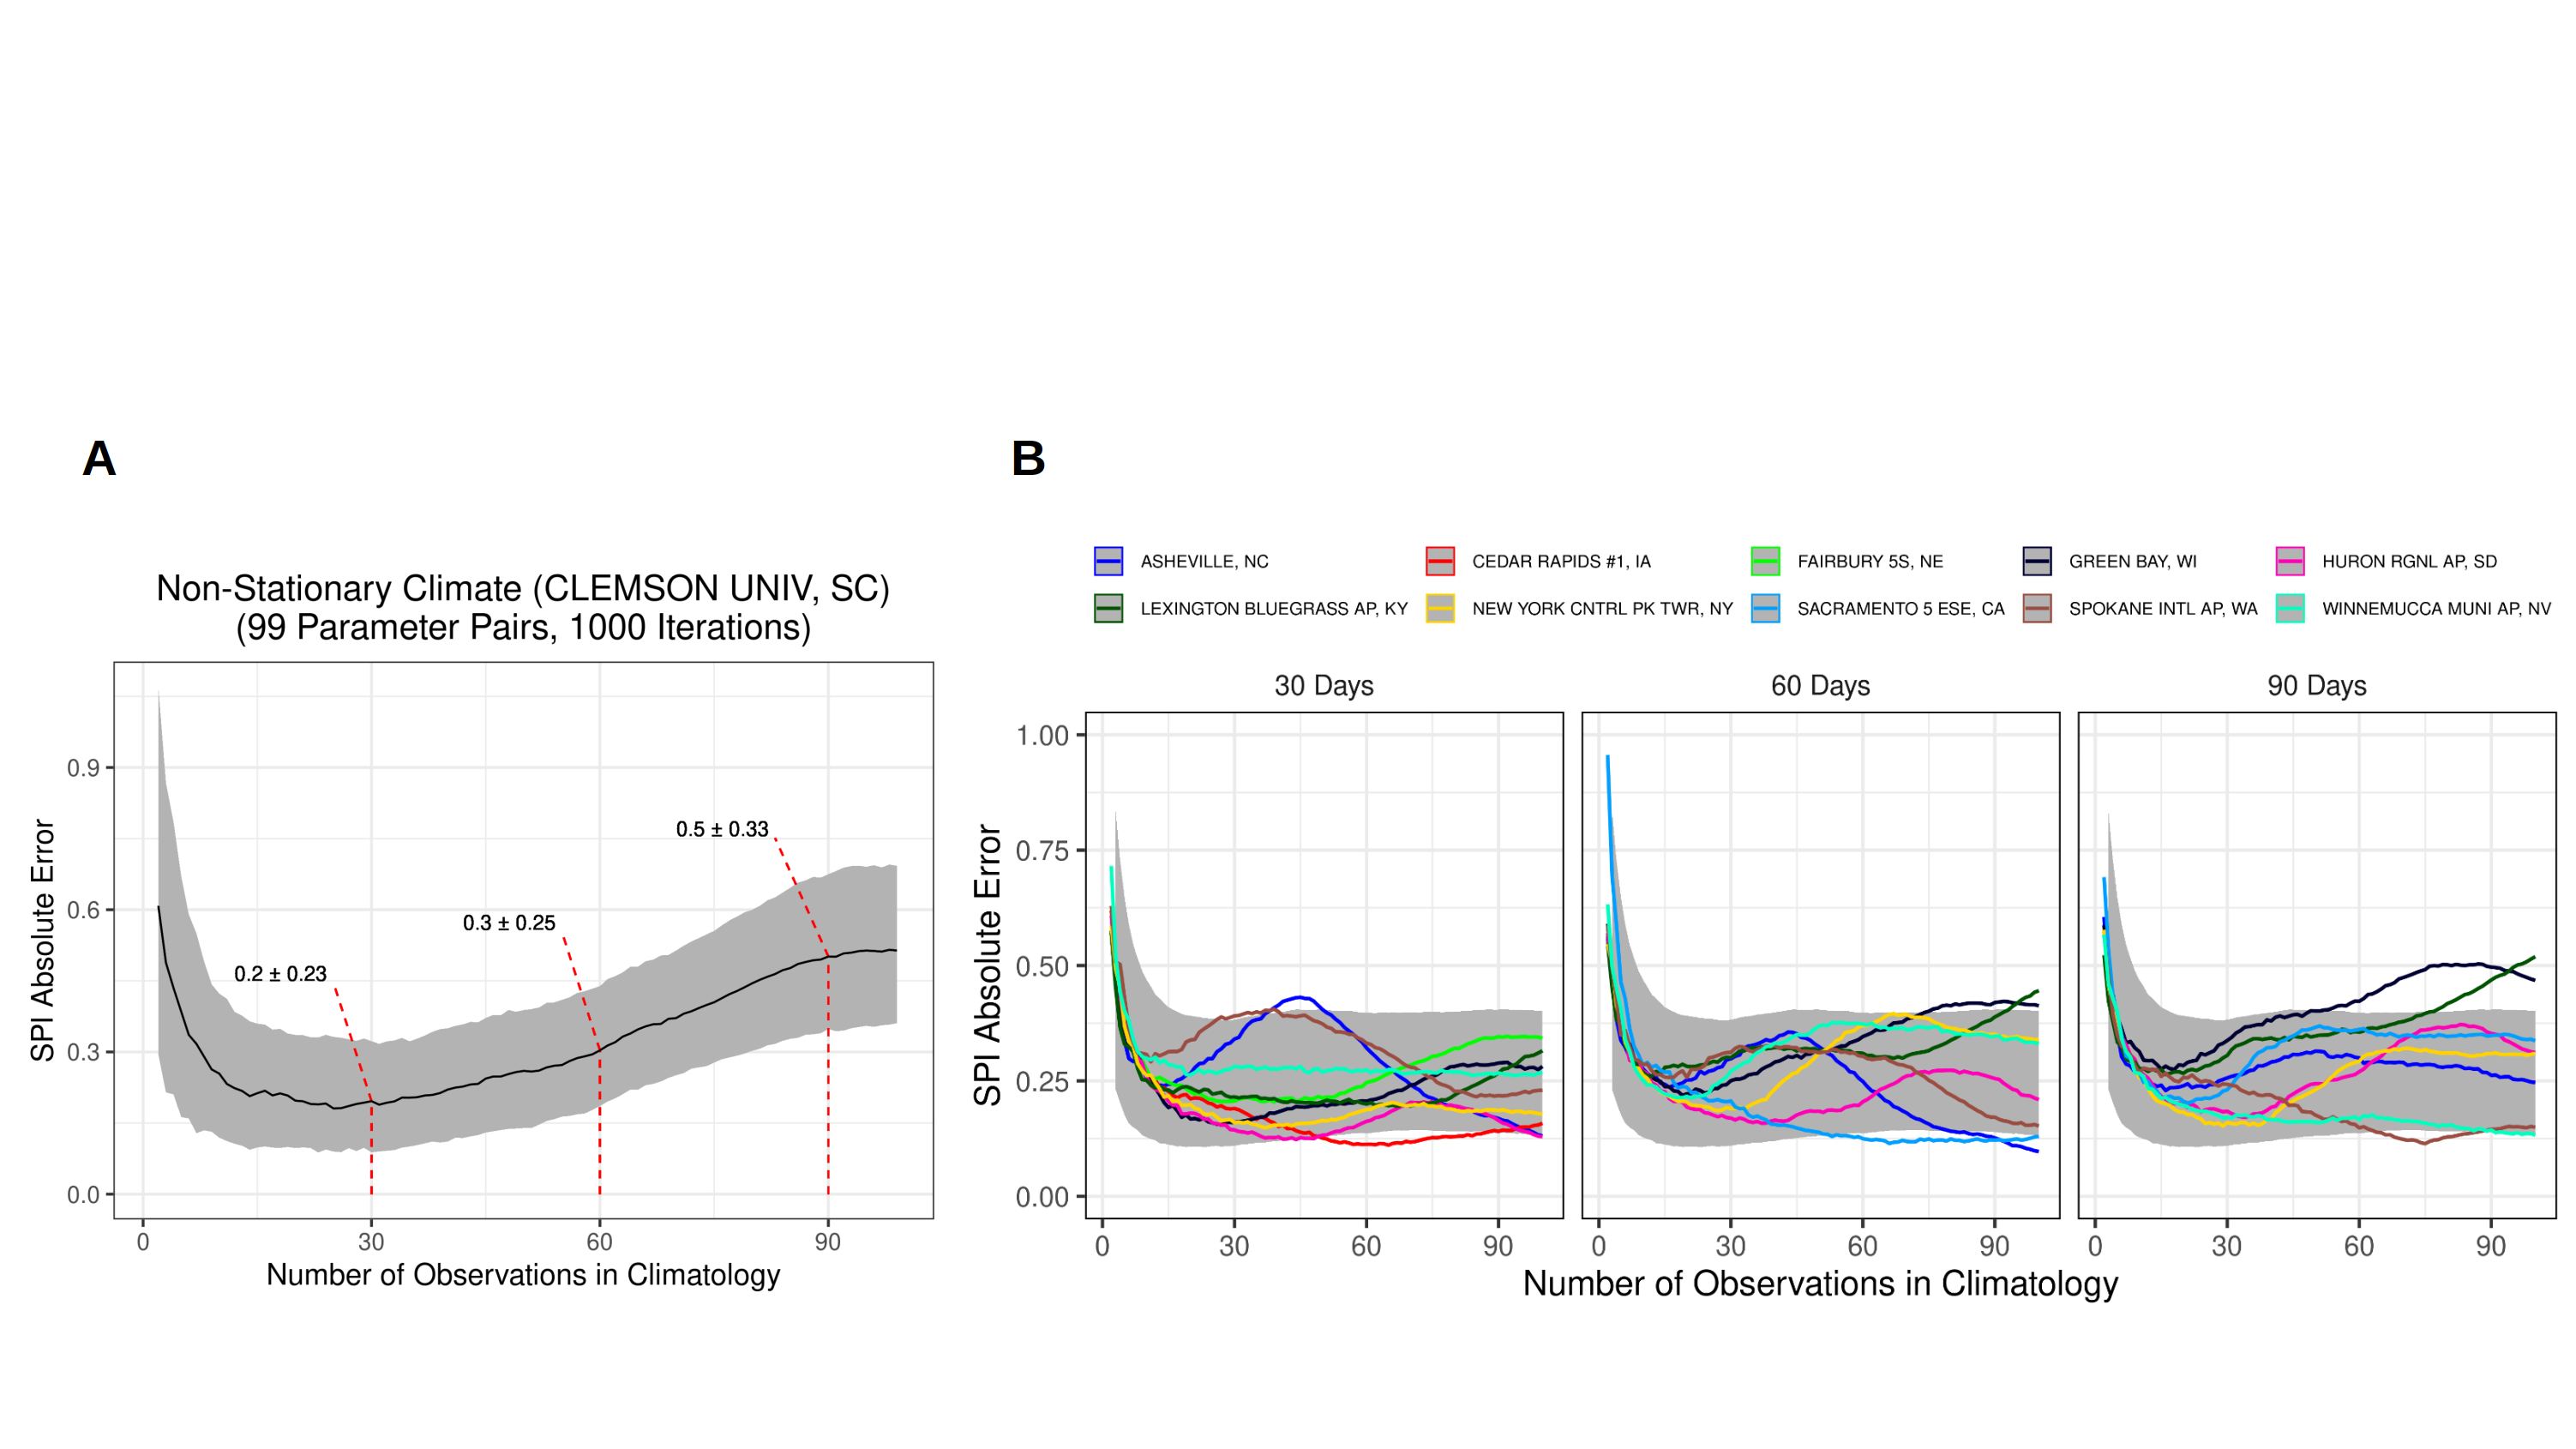 A
B
Non-Stationary Climate (CLEMSON UNIV, SC)
(99 Parameter Pairs, 1000 Iterations)
SPI Absolute Error
0.9
0.6
0.3
0.0
0.2 ± 0.23
0.3 ± 0.25
0.5 ± 0.33
0 30 60 90
Number of Observations in Climatology
ASHEVILLE, NC CEDAR RAPIDS #1, IA FAIRBURY 5S, NE GREEN BAY, WI HURON RGNL AP, SD
LEXINGTON BLUEGRASS AP, KY NEW YORK CNTRL PK TWR, NY SACRAMENTO 5 ESE, CA SPOKANE INTL AP, WA WINNEMUCCA MUNI AP, NV
30 Days 60 Days 90 Days
SPI Absolute Error
1.00
0.75
0.50
0.25
0.00
0 30 60 90 0 30 60 90 0 30 60 90
Number of Observations in Climatology